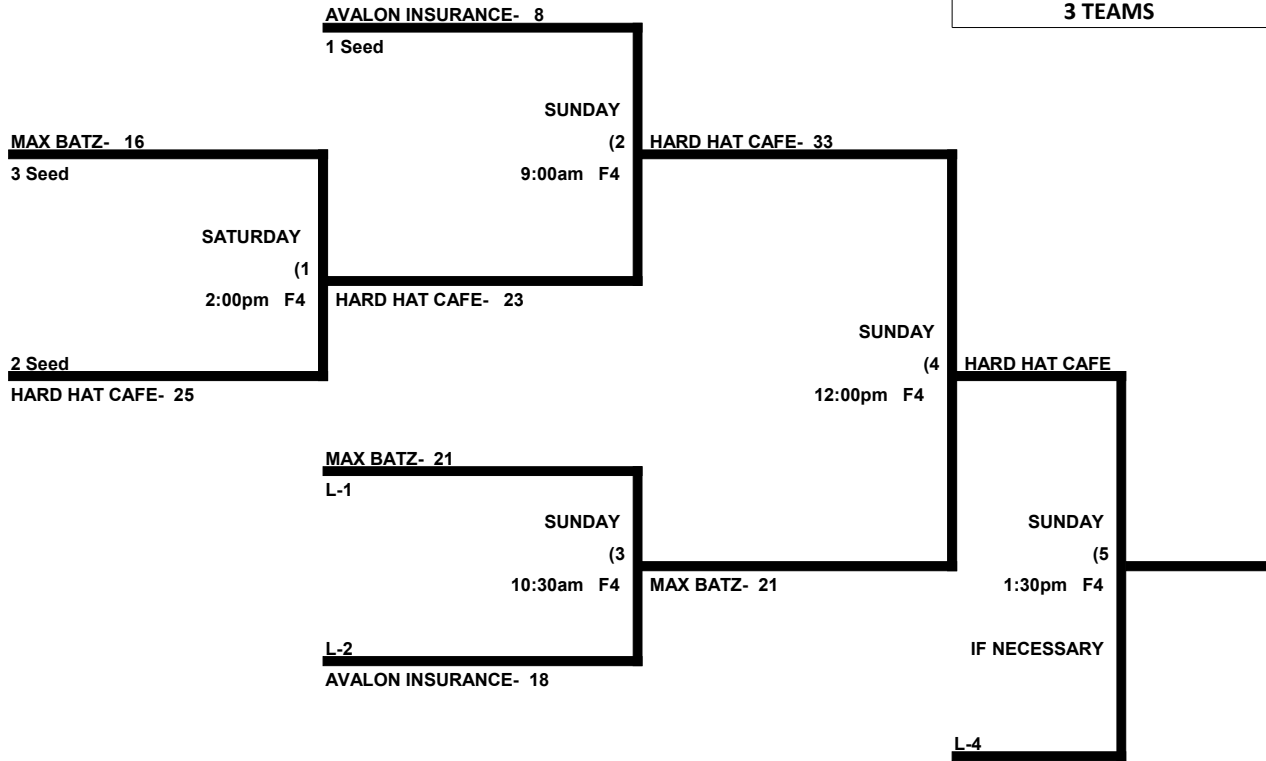 AVALON INSURANCE-  8
3 TEAMS
1 Seed
SUNDAY
MAX BATZ-  16
(2
HARD HAT CAFE-  33
3 Seed
9:00am  F4
SATURDAY
(1
2:00pm  F4
HARD HAT CAFE-  23
SUNDAY
2 Seed
(4
HARD HAT CAFE
HARD HAT CAFE-  25
12:00pm  F4
MAX BATZ-  21
L-1
SUNDAY
SUNDAY
(3
(5
10:30am  F4
MAX BATZ-  21
1:30pm  F4
L-2
IF NECESSARY
AVALON INSURANCE-  18
L-4